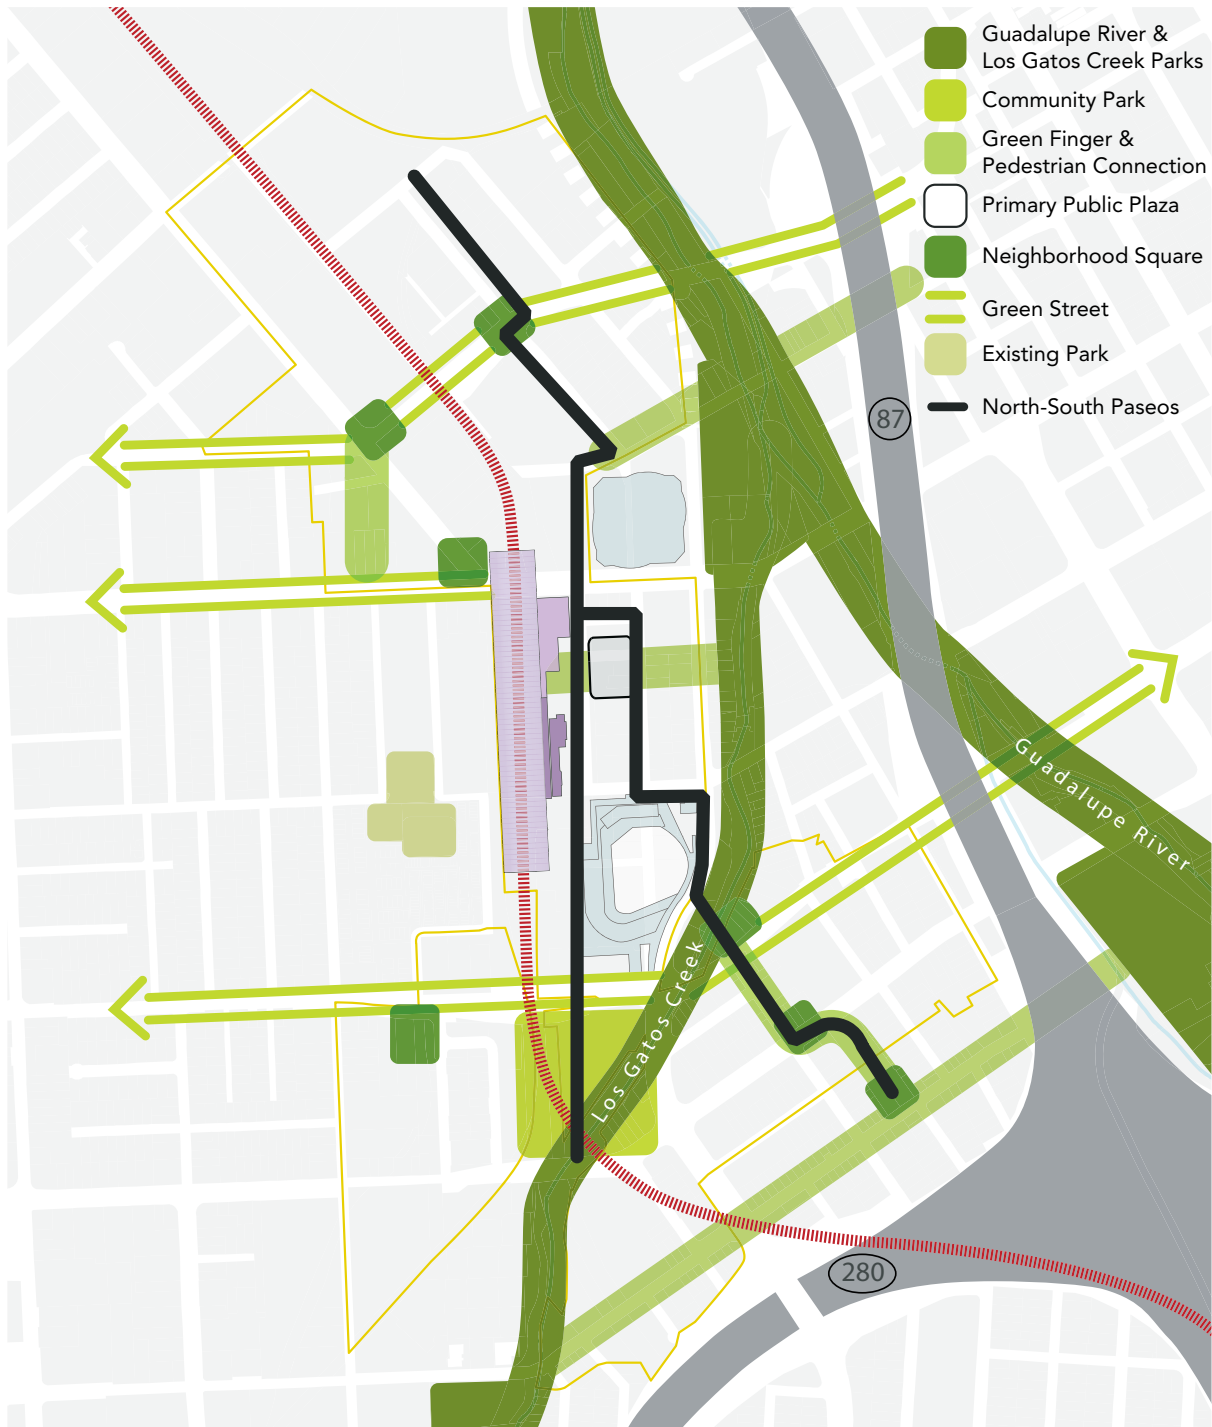 Guadalupe River &
Los Gatos Creek Parks
Community Park
Green Finger &
Pedestrian Connection
Primary Public Plaza
Neighborhood Square
Green Street
Existing Park
North-South Paseos
87
Guadalupe River
Los Gatos Creek
280